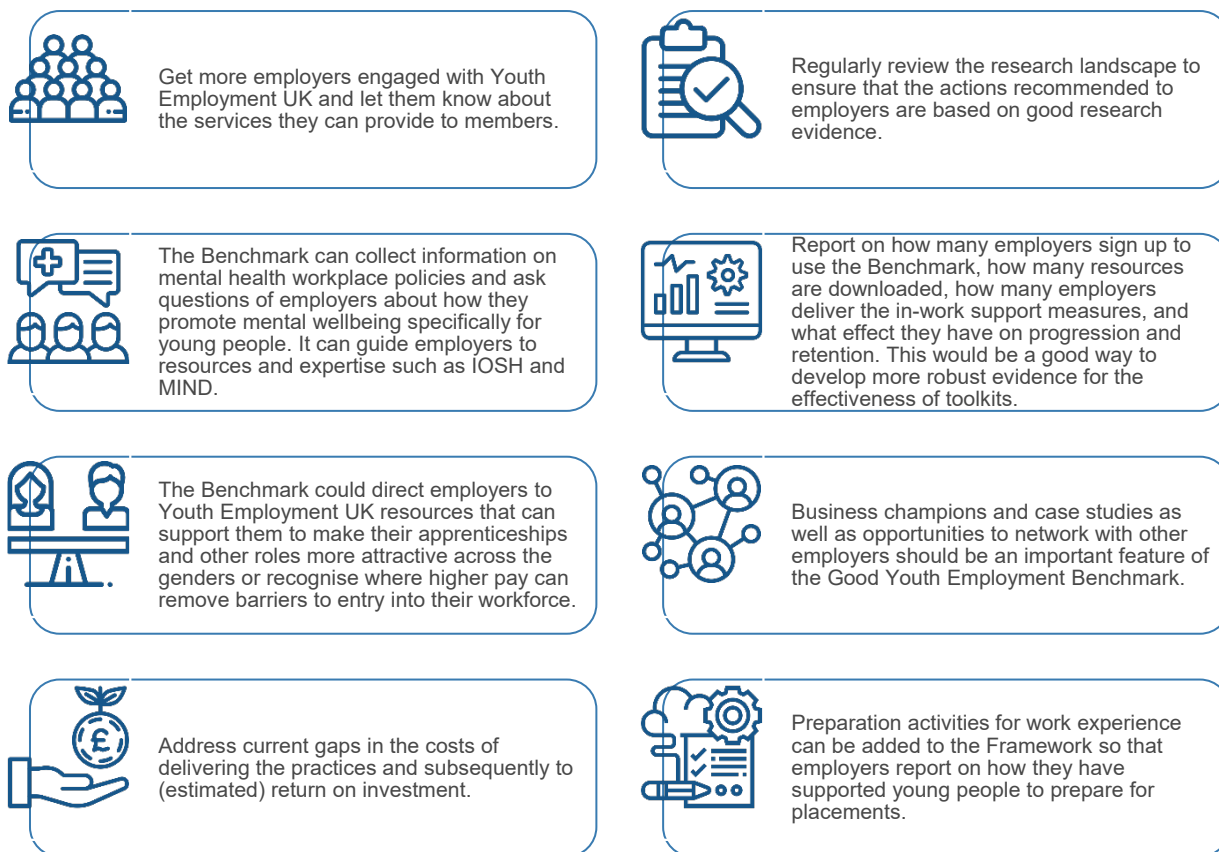 Get more employers engaged with Youth
Employment UK and let them know about
the services they can provide to members.
Regularly review the research landscape to
ensure that the actions recommended to
employers are based on good research
evidence.
The Benchmark can collect information on
mental health workplace policies and ask
questions of employers about how they
promote mental wellbeing specifically for
young people. It can guide employers to
resources and expertise such as IOSH and
MIND.
Report on how many employers sign up to
use the Benchmark, how many resources
are downloaded, how many employers
deliver the in-work support measures, and
what effect they have on progression and
retention. This would be a good way to
develop more robust evidence for the
effectiveness of toolkits.
The Benchmark could direct employers to
Youth Employment UK resources that can
support them to make their apprenticeships
and other roles more attractive across the
genders or recognise where higher pay can
remove barriers to entry into their workforce.
Business champions and case studies as
well as opportunities to network with other
employers should be an important feature of
the Good Youth Employment Benchmark.
£
Address current gaps in the costs of
delivering the practices and subsequently to
(estimated) return on investment.
Preparation activities for work experience
can be added to the Framework so that
employers report on how they have
supported young people to prepare for
placements.